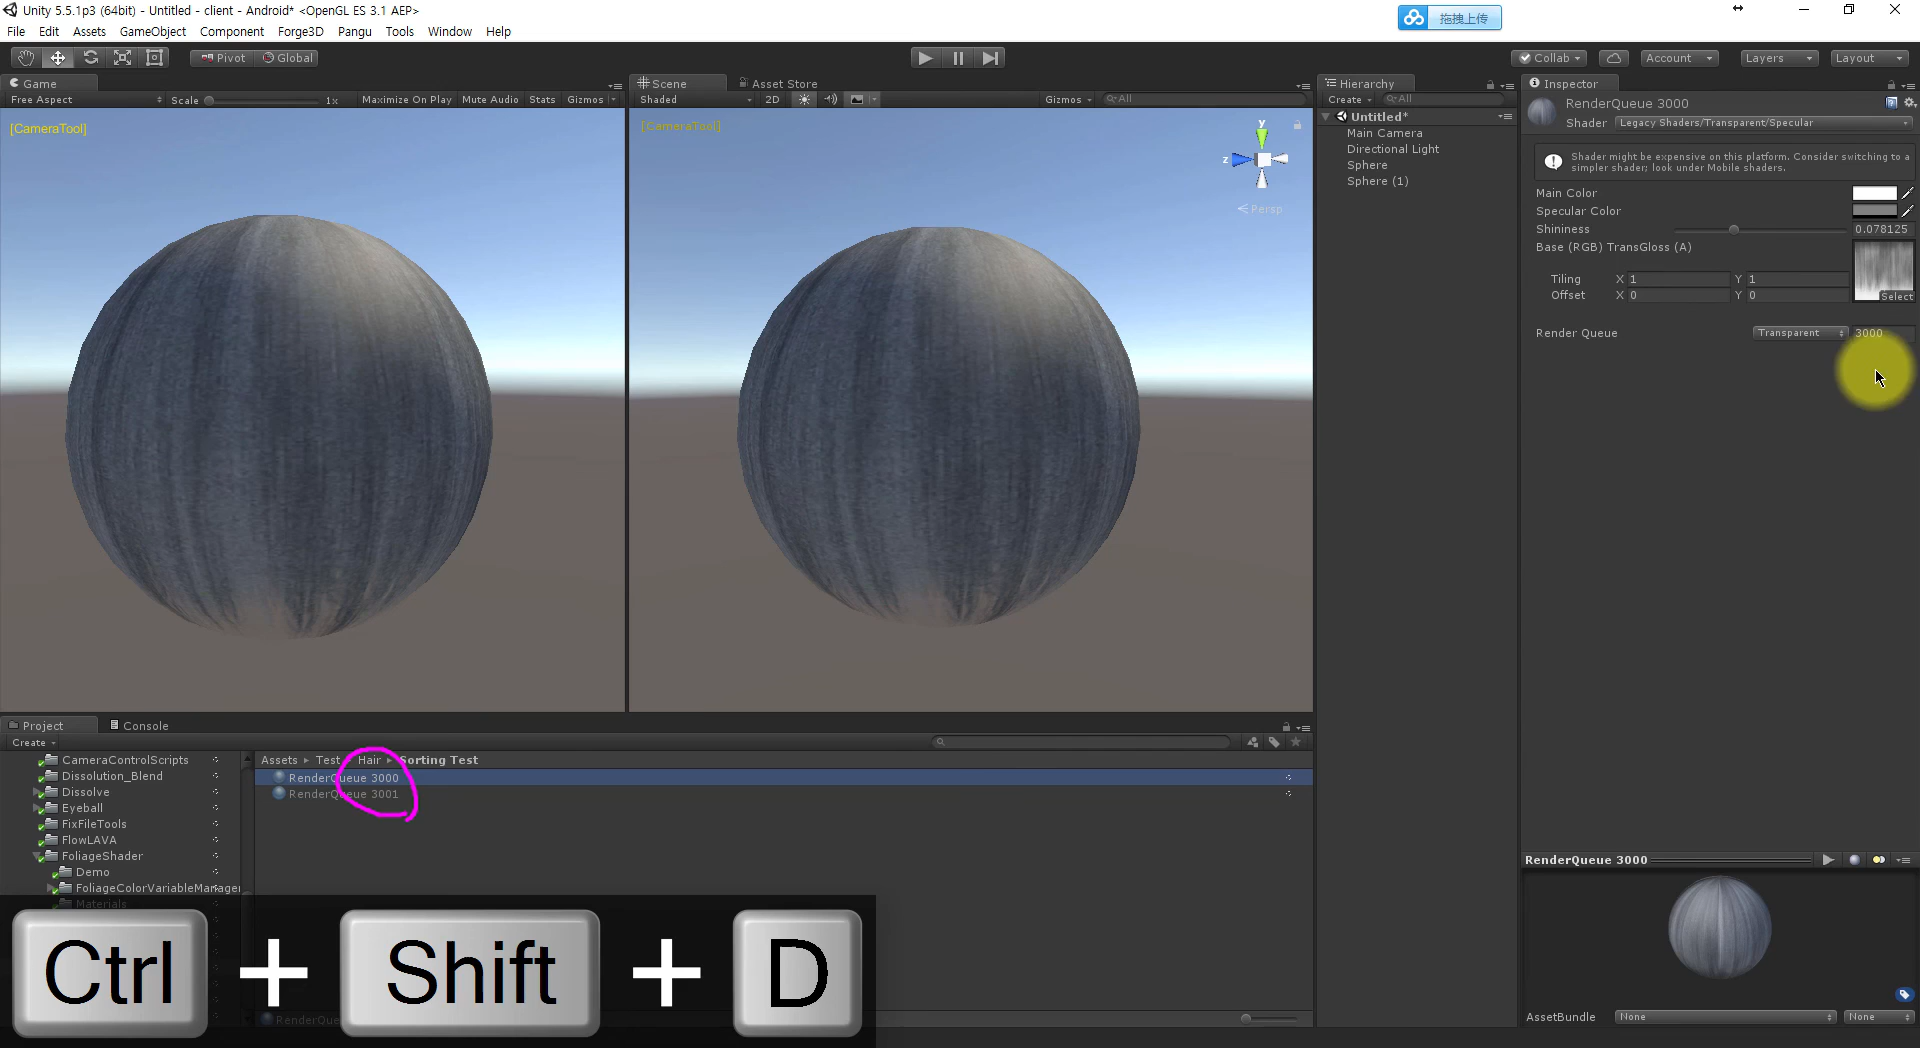 Unity 5.5.1p3 (64bit) - Untitled - client - Android* <OpenGL ES 3.1 AEP>
拖拽上传
File Edit Assets GameObject Component Forge3D Pangu Tools Window Help
Pivot Global
Collab Account Layers Layout
Game
Scene Asset Store
Hierarchy
Inspector
Free Aspect Scale 1x Maximize On Play Mute Audio Stats Gizmos
Shaded 2D Gizmos All
Create All
[CameraTool]
[CameraTool]
y
z
Persp
Untitled*
Main Camera
Directional Light
Sphere
Sphere (1)
RenderQueue 3000
Shader Legacy Shaders/Transparent/Specular
Shader might be expensive on this platform. Consider switching to a
simpler shader; look under Mobile shaders.
Main Color
Specular Color
Shininess 0.078125
Base (RGB) TransGloss (A)
Tiling X 1 Y 1
Offset X 0 Y 0
Select
Render Queue Transparent 3000
Project Console
Create
CameraControlScripts
Dissolution_Blend
Dissolve
Eyeball
FixFileTools
FlowLAVA
FoliageShader
Demo
FoliageColorVariableManager
Materials
Assets Test Hair Sorting Test
RenderQueue 3000
RenderQueue 3001
Ctrl + Shift + D
RenderQueue 3000
AssetBundle None None